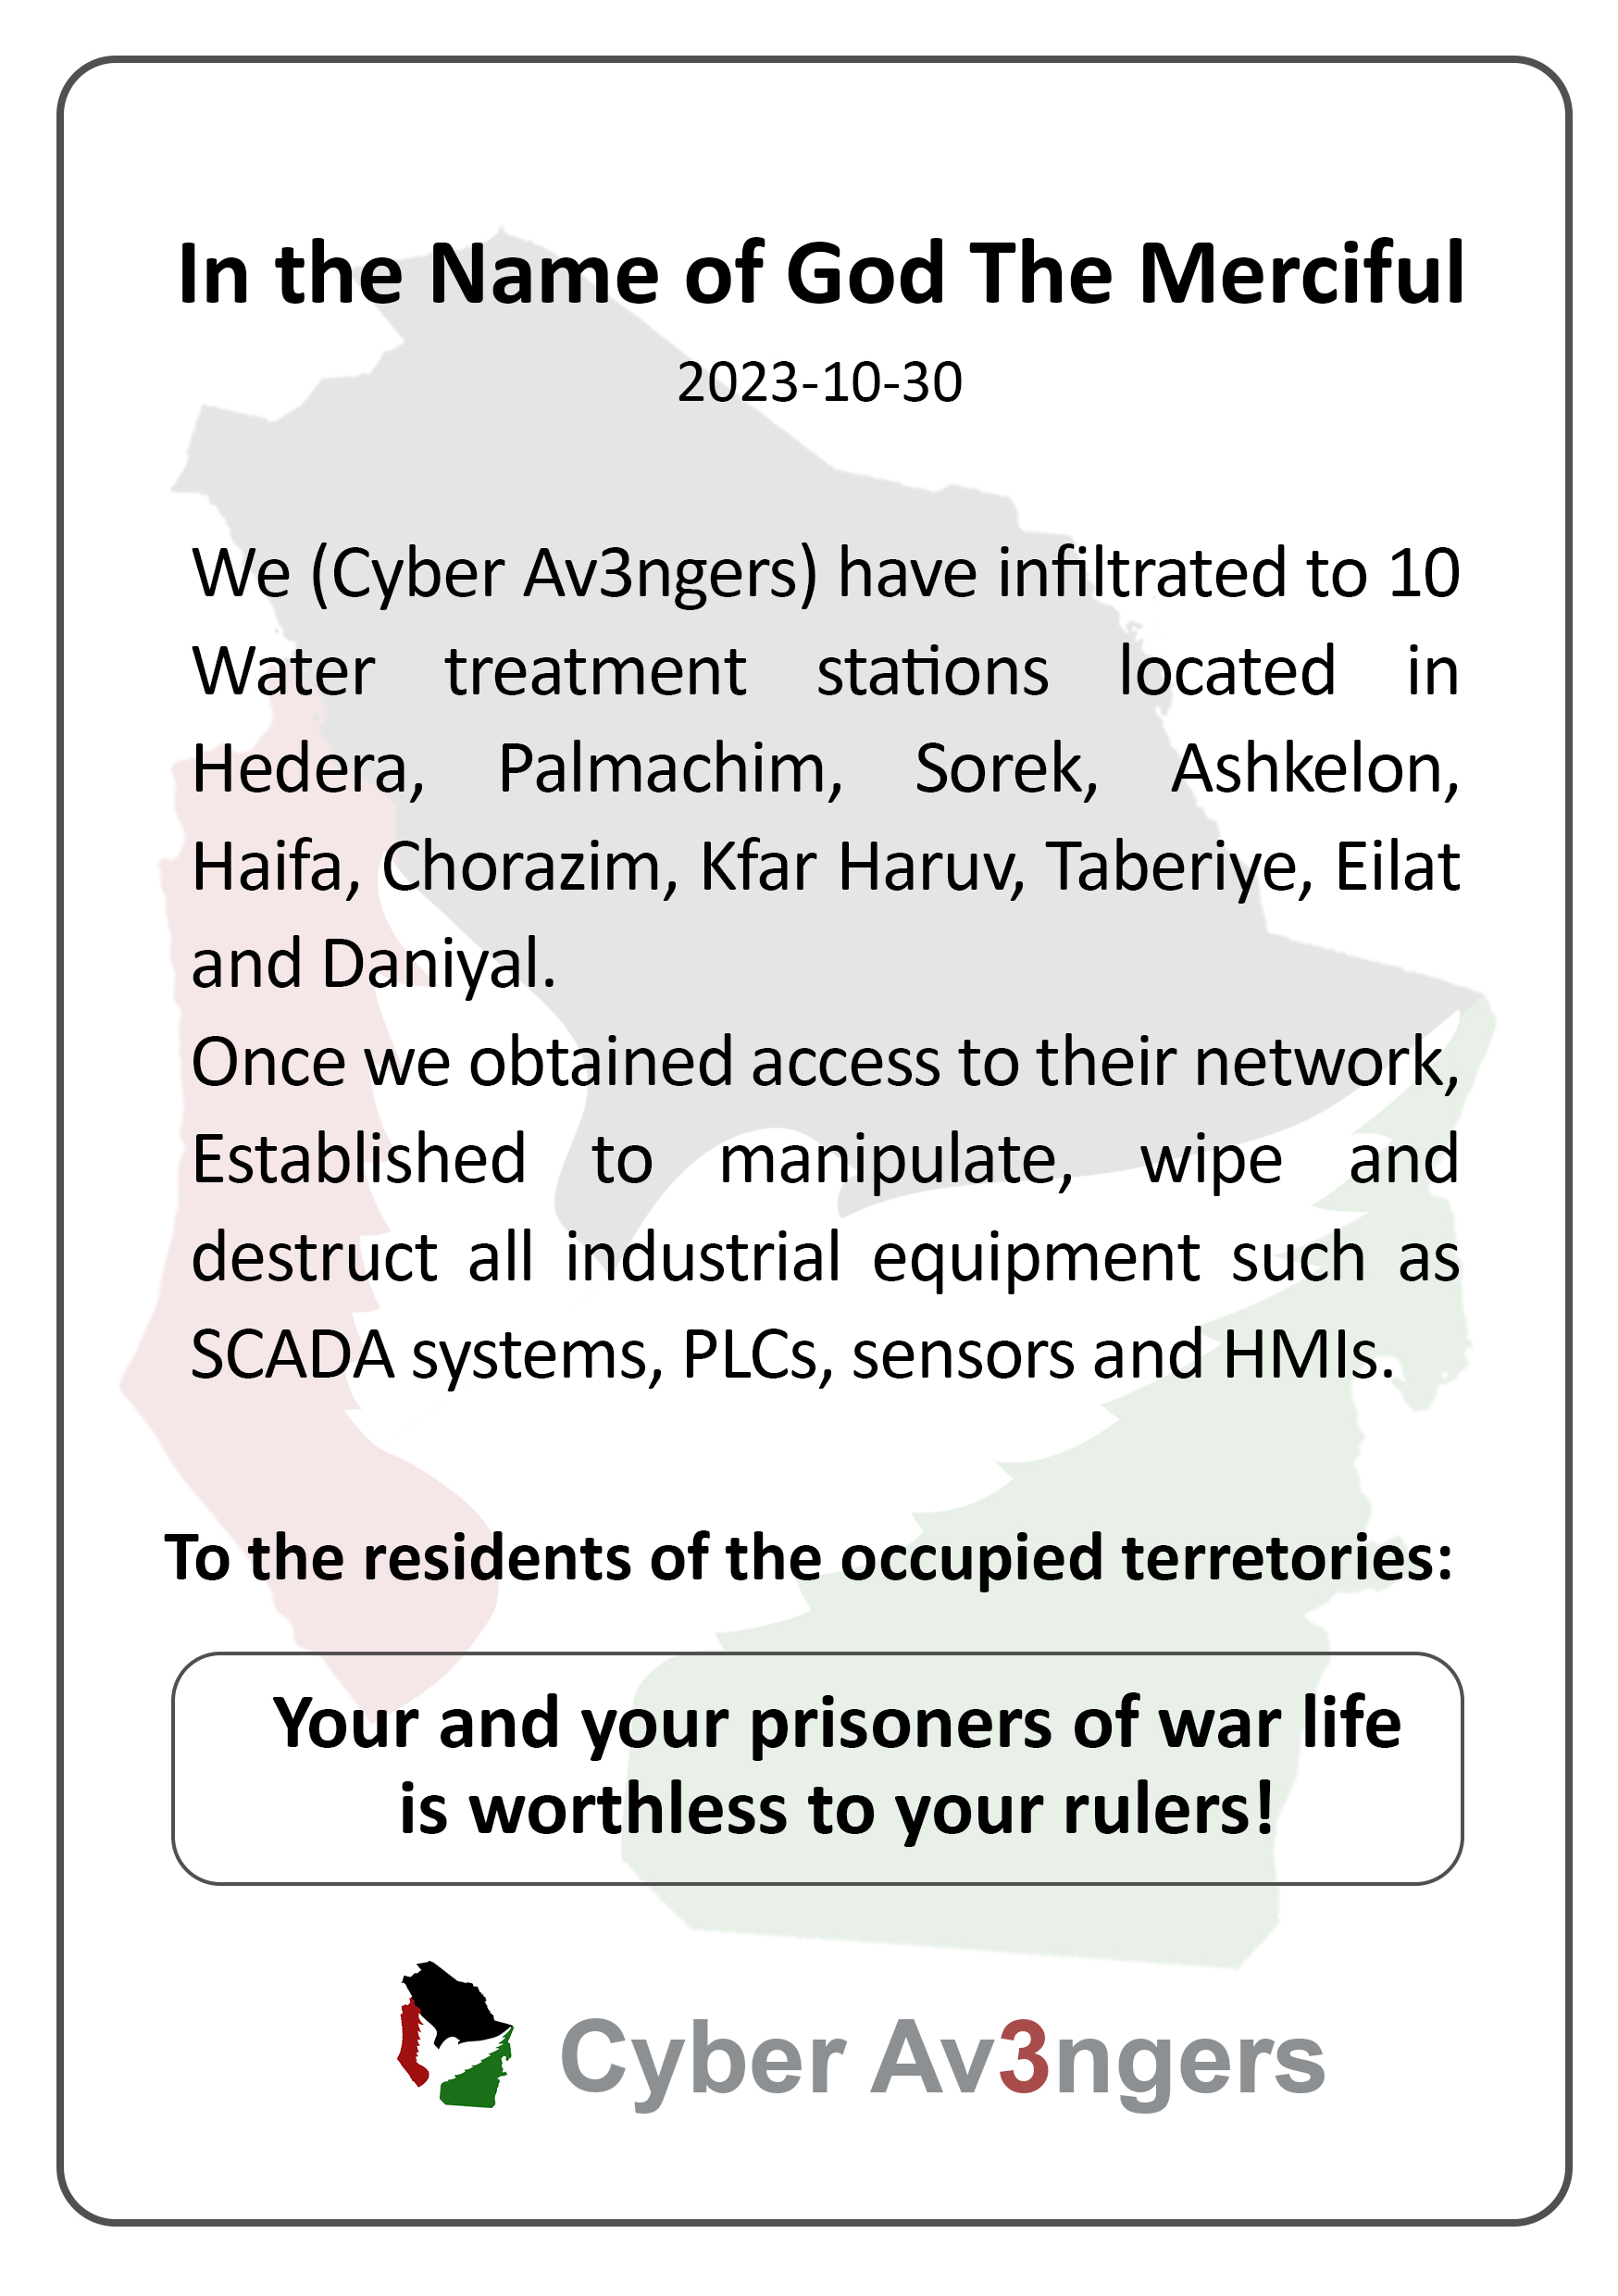 In the Name of God The Merciful
2023-10-30
We (Cyber Av3ngers) have infiltrated to 10
Water treatment stations located in
Hedera, Palmachim, Sorek, Ashkelon,
Haifa, Chorazim, Kfar Haruv, Taberiye, Eilat
and Daniyal.
Once we obtained access to their network,
Established to manipulate, wipe and
destruct all industrial equipment such as
SCADA systems, PLCs, sensors and HMIs.
To the residents of the occupied terretories:
Your and your prisoners of war life
is worthless to your rulers!
Cyber Av3ngers